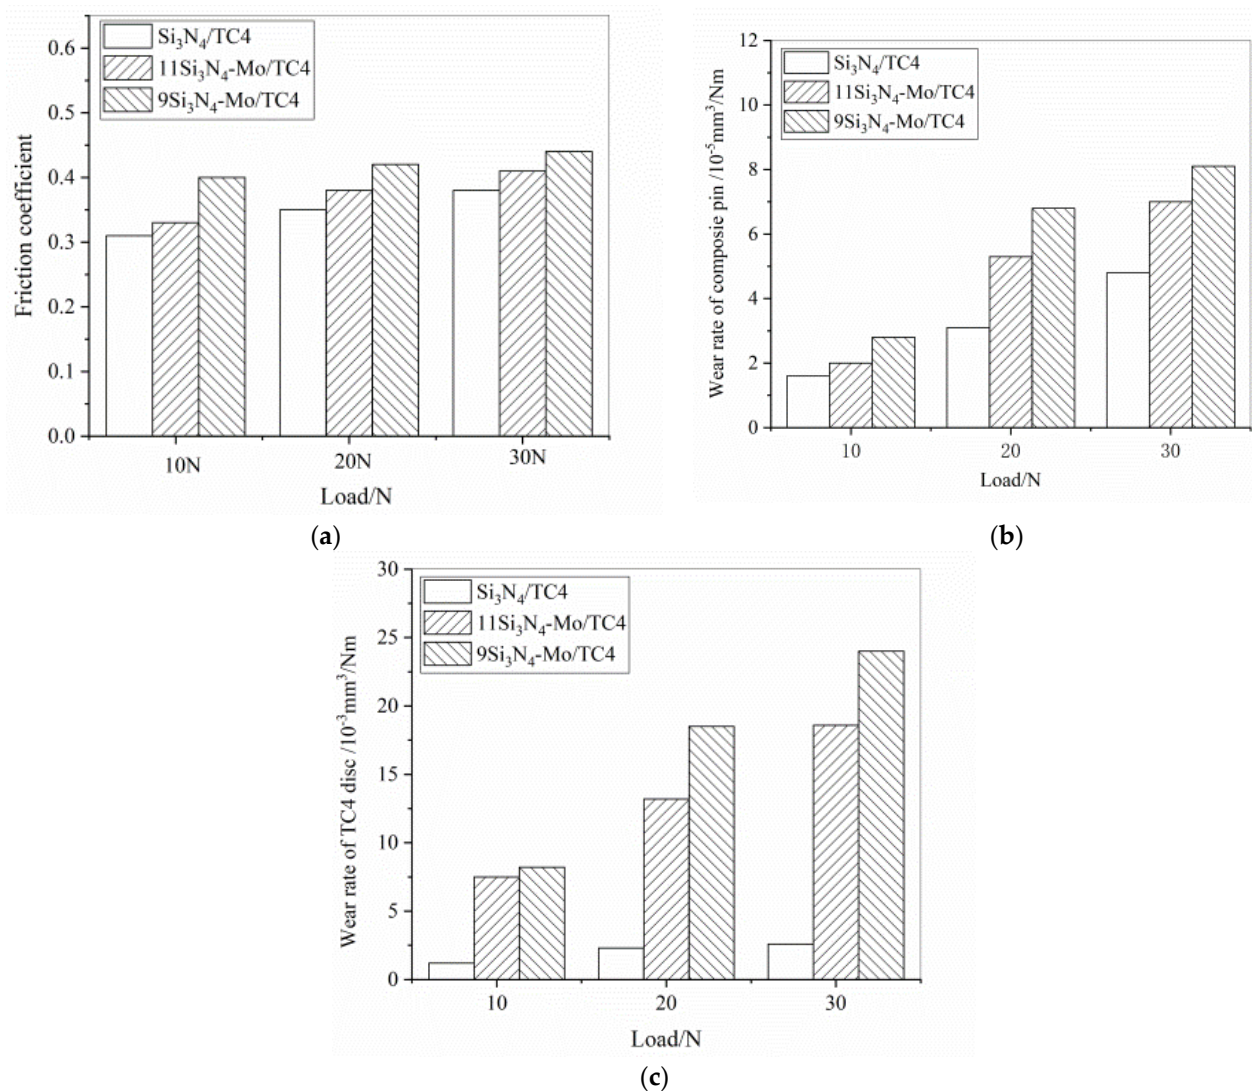 Si₃N₄/TC4
11Si₃N₄-Mo/TC4
9Si₃N₄-Mo/TC4
Friction coefficient
0.6
0.5
0.4
0.3
0.2
0.1
0.0
10N 20N 30N
Load/N
(a)
Si₃N₄/TC4
11Si₃N₄-Mo/TC4
9Si₃N₄-Mo/TC4
Wear rate of composie pin /10⁻⁵mm³/Nm
12
10
8
6
4
2
0
10 20 30
Load/N
(b)
Si₃N₄/TC4
11Si₃N₄-Mo/TC4
9Si₃N₄-Mo/TC4
Wear rate of TC4 disc /10⁻³mm³/Nm
30
25
20
15
10
5
0
10 20 30
Load/N
(c)